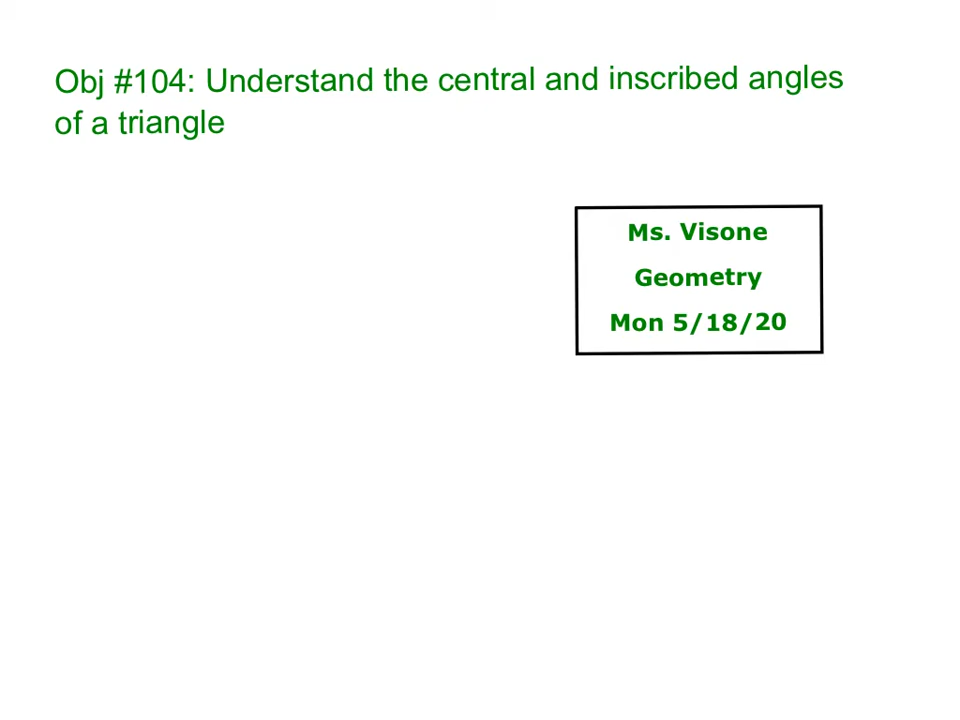 Obj #104: Understand the central and inscribed angles
of a triangle
Ms. Visone
Geometry
Mon 5/18/20